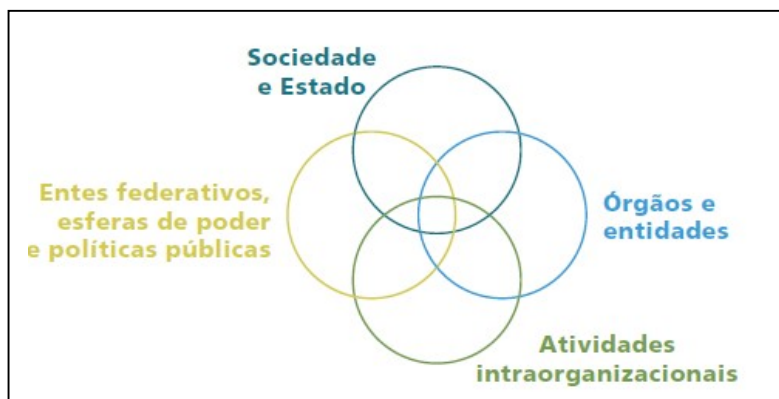 Sociedade
e Estado
Entes federativos,
esferas de poder
e políticas públicas
Órgãos e
entidades
Atividades
intraorganizacionais